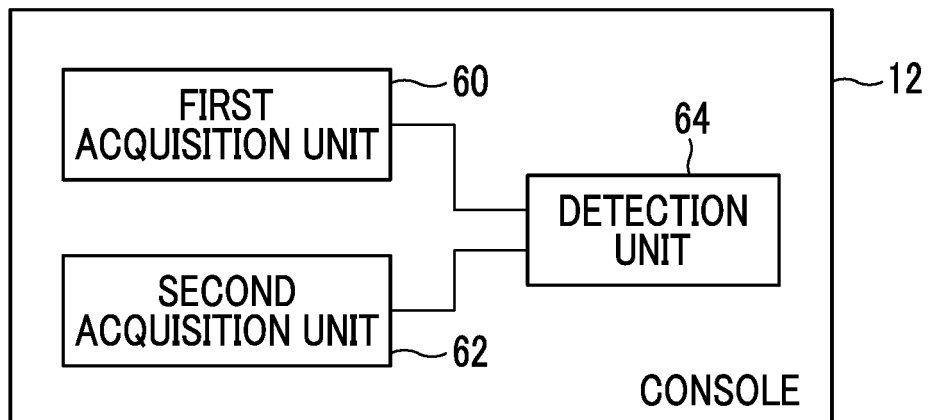 60
FIRST
ACQUISITION UNIT
12
64
DETECTION
UNIT
SECOND
ACQUISITION UNIT
62
CONSOLE